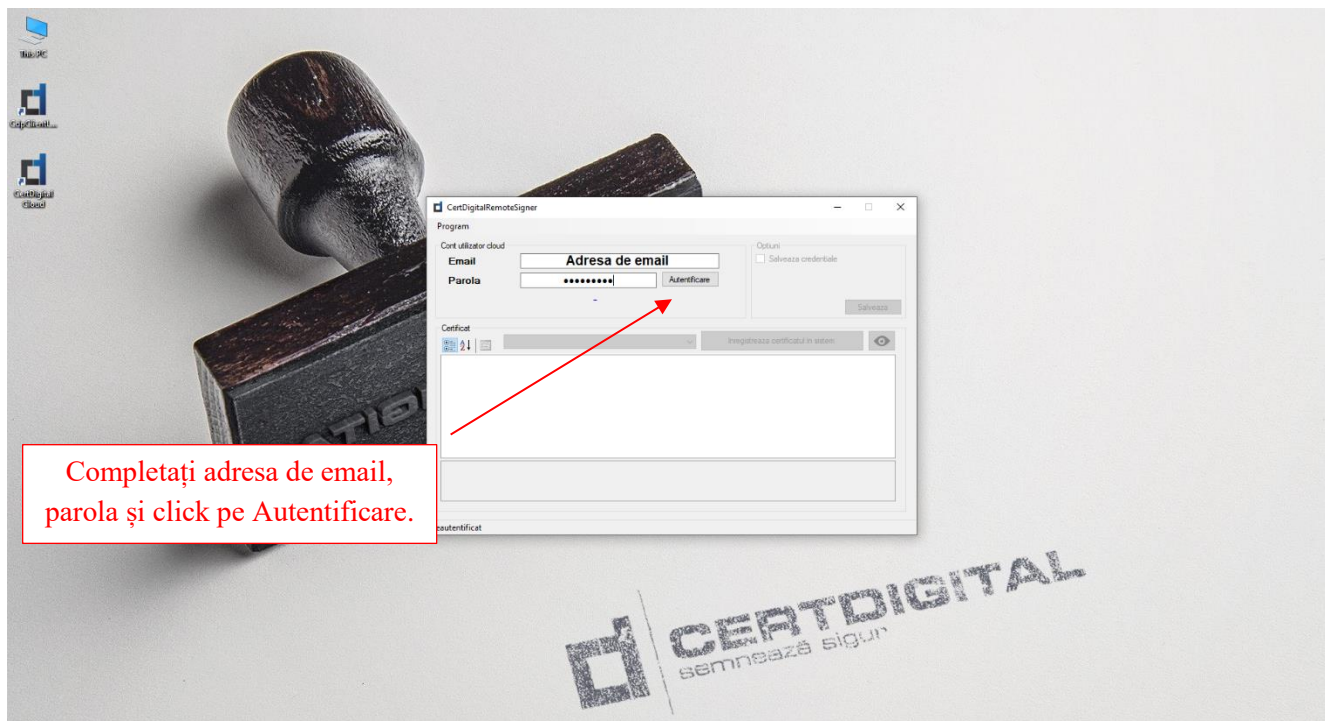 This PC
CertDigital
Cloud
CertDigitalRemoteSigner
Program
Cont utilizator cloud
Email
Adresa de email
Parola
Autentificare
-
Optiuni
Salveaza credentiale
Salveaza
Certificat
Inregistreaza certificatul in sistem
Completați adresa de email,
parola și click pe Autentificare.
eautentificat
CERTDIGITAL
semnează sigur